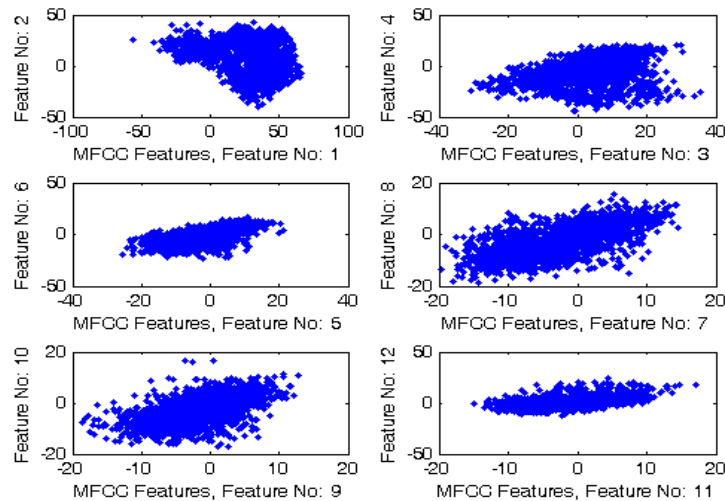 50
0
-50
Feature No: 2
-100 -50 0 50 100
MFCC Features, Feature No: 1
50
0
-50
Feature No: 4
-40 -20 0 20 40
MFCC Features, Feature No: 3
50
0
-50
Feature No: 6
-40 -20 0 20 40
MFCC Features, Feature No: 5
20
0
-20
Feature No: 8
-20 -10 0 10 20
MFCC Features, Feature No: 7
20
0
-20
Feature No: 10
-20 -10 0 10 20
MFCC Features, Feature No: 9
50
0
-50
Feature No: 12
-20 -10 0 10 20
MFCC Features, Feature No: 11